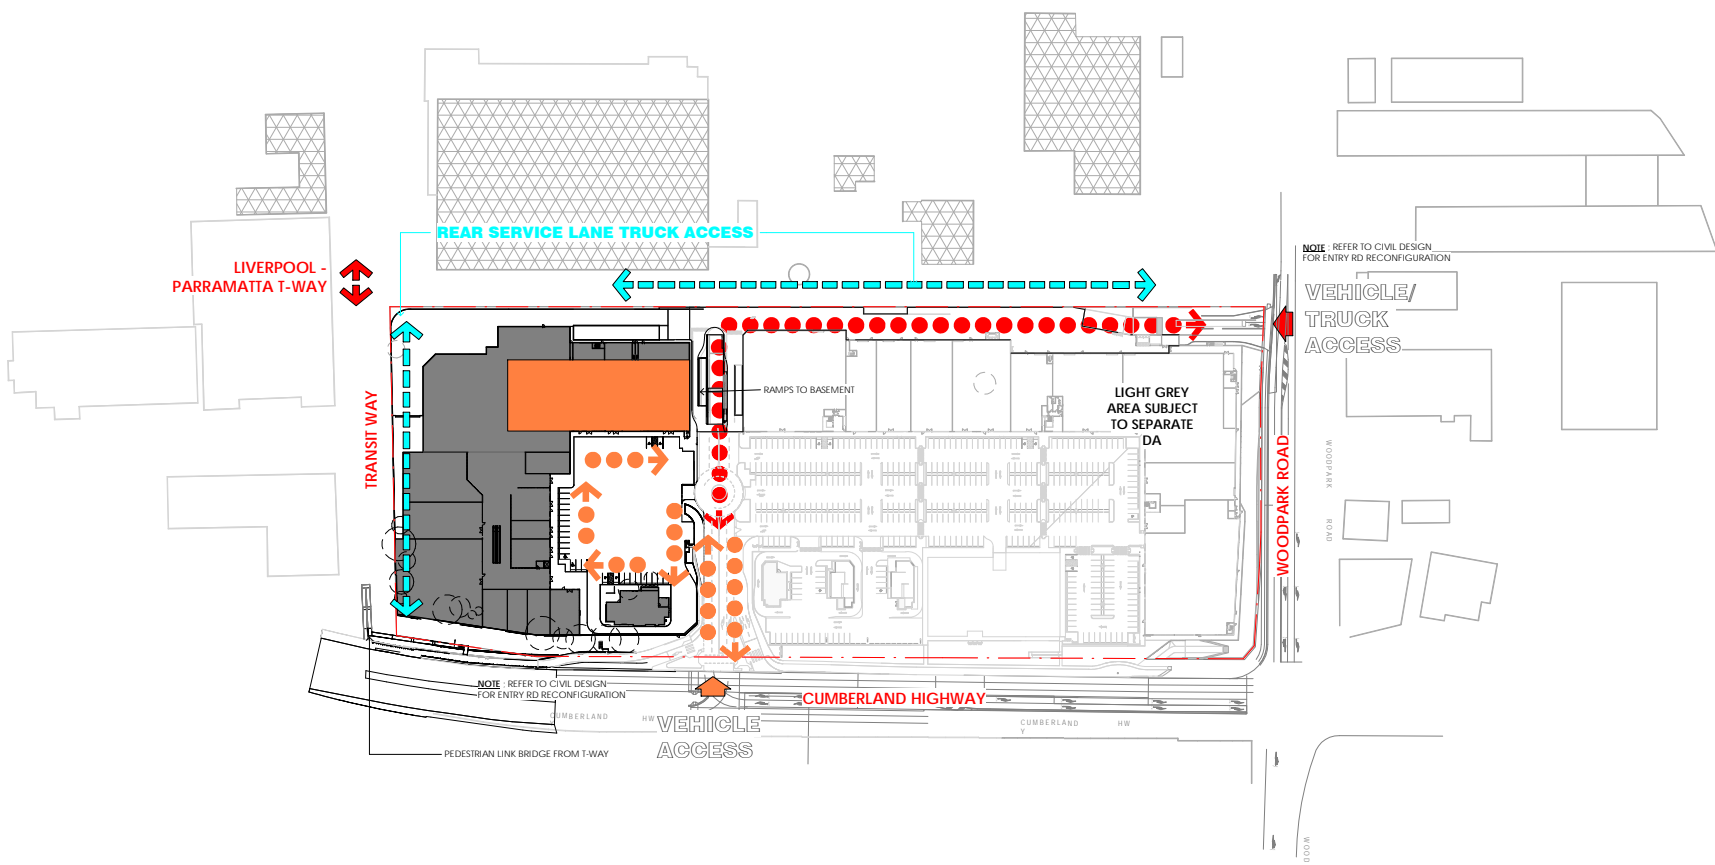 REAR SERVICE LANE TRUCK ACCESS
LIVERPOOL -
PARRAMATTA T-WAY
NOTE : REFER TO CIVIL DESIGN
FOR ENTRY RD RECONFIGURATION
VEHICLE/
TRUCK
ACCESS
RAMPS TO BASEMENT
LIGHT GREY
AREA SUBJECT
TO SEPARATE
DA
TRANSIT WAY
WOODPARK ROAD
WOODPARK
ROAD
NOTE : REFER TO CIVIL DESIGN
FOR ENTRY RD RECONFIGURATION
CUMBERLAND HIGHWAY
CUMBERLAND HW
VEHICLE
ACCESS
CUMBERLAND HW
Y
PEDESTRIAN LINK BRIDGE FROM T-WAY
WOOD